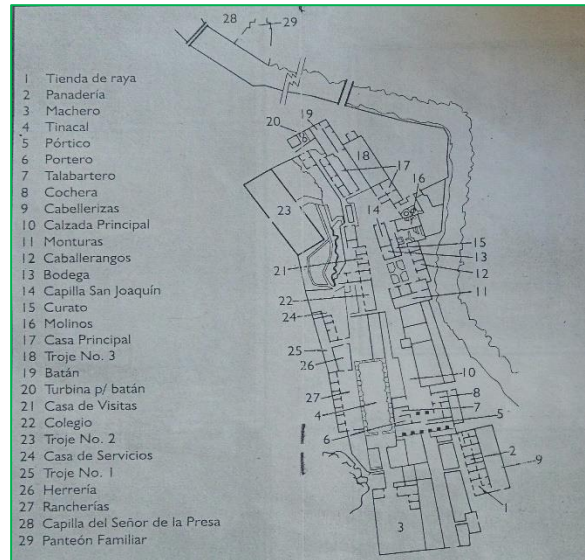 1 Tienda de raya
2 Panadería
3 Machero
4 Tinacal
5 Pórtico
6 Portero
7 Talabartero
8 Cochera
9 Cabellerizas
10 Calzada Principal
11 Monturas
12 Caballerangos
13 Bodega
14 Capilla San Joaquín
15 Curato
16 Molinos
17 Casa Principal
18 Troje No. 3
19 Batán
20 Turbina p/ batán
21 Casa de Visitas
22 Colegio
23 Troje No. 2
24 Casa de Servicios
25 Troje No. 1
26 Herrería
27 Rancherías
28 Capilla del Señor de la Presa
29 Panteón Familiar
28
29
19
20
18
17
16
23
14
15
13
12
21
22
11
24
25
26
10
27
8
7
4
5
6
2
9
3
1